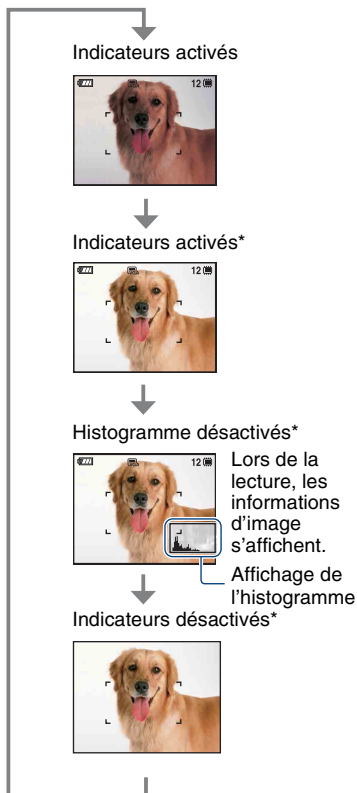 Indicateurs activés
12
Indicateurs activés*
12
Histogramme désactivés*
12
Lors de la
lecture, les
informations
d'image
s'affichent.
Affichage de
l'histogramme
Indicateurs désactivés*